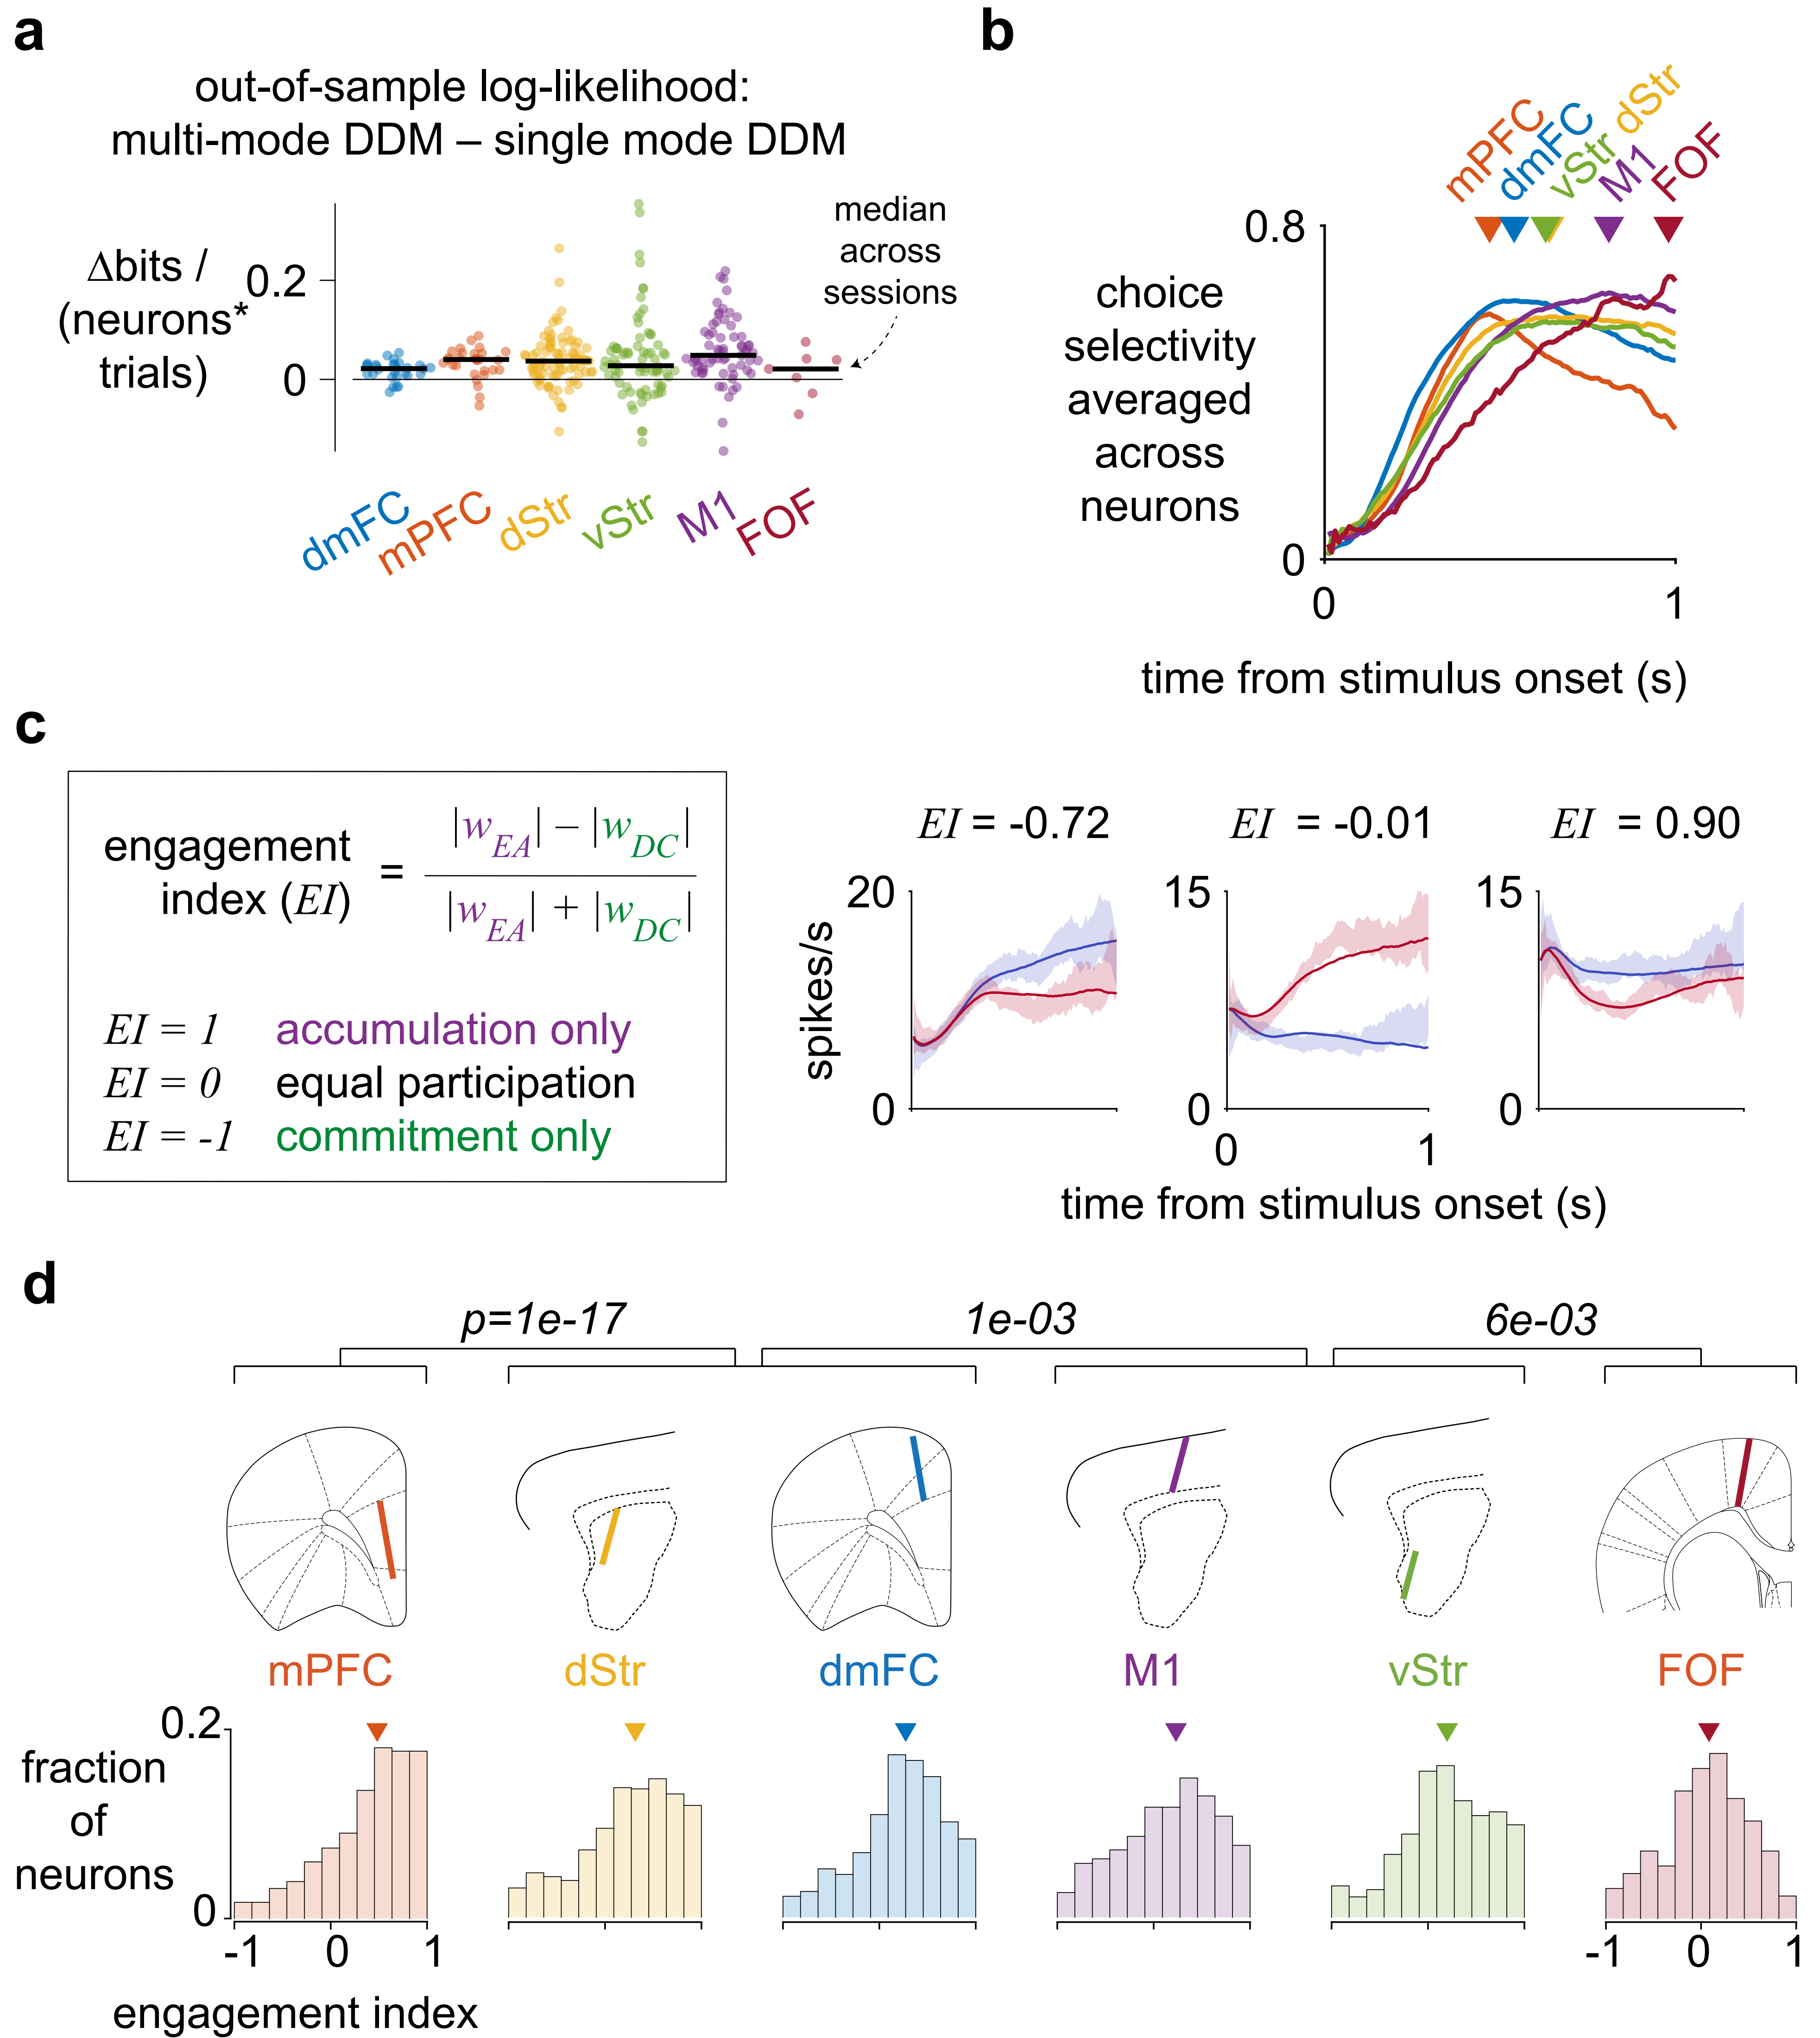 a
out-of-sample log-likelihood:
multi-mode DDM – single mode DDM
Δbits /
(neurons*
trials)
0.2
0
median
across
sessions
dmFC
mPFC
dStr
vStr
M1
FOF
b
mPFC
dmFC
vStr
dStr
M1
FOF
choice
selectivity
averaged
across
neurons
0.8
0
0
1
time from stimulus onset (s)
c
engagement
index (EI)
=
|wEA| – |wDC|
|wEA| + |wDC|
EI = 1 accumulation only
EI = 0 equal participation
EI = -1 commitment only
EI = -0.72
EI = -0.01
EI = 0.90
spikes/s
20
0
15
0
15
0
0
1
time from stimulus onset (s)
d
p=1e-17
1e-03
6e-03
mPFC
dStr
dmFC
M1
vStr
FOF
fraction
of
neurons
0.2
0
-1 0 1
-1 0 1
engagement index